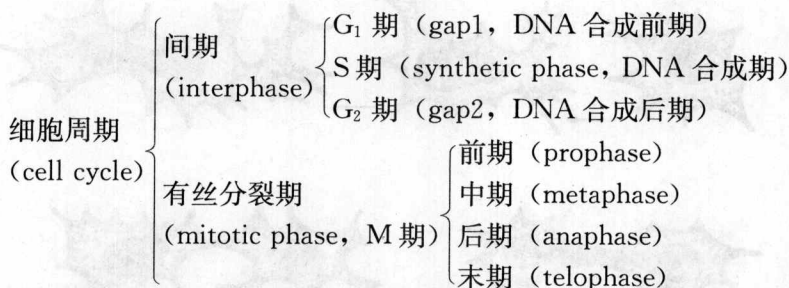 细胞周期
(cell cycle)
间期
(interphase)
G₁ 期（gap1，DNA 合成前期）
S 期（synthetic phase，DNA 合成期）
G₂ 期（gap2，DNA 合成后期）
有丝分裂期
(mitotic phase，M 期)
前期（prophase）
中期（metaphase）
后期（anaphase）
末期（telophase）